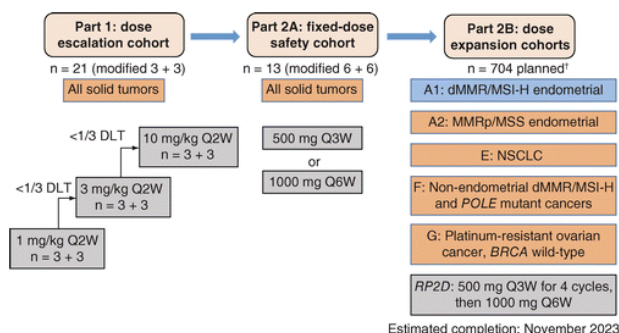 Part 1: dose
escalation cohort
n = 21 (modified 3 + 3)
All solid tumors
<1/3 DLT
10 mg/kg Q2W
n = 3 + 3
<1/3 DLT
3 mg/kg Q2W
n = 3 + 3
1 mg/kg Q2W
n = 3 + 3
Part 2A: fixed-dose
safety cohort
n = 13 (modified 6 + 6)
All solid tumors
500 mg Q3W
or
1000 mg Q6W
Part 2B: dose
expansion cohorts
n = 704 planned†
A1: dMMR/MSI-H endometrial
A2: MMRp/MSS endometrial
E: NSCLC
F: Non-endometrial dMMR/MSI-H
and POLE mutant cancers
G: Platinum-resistant ovarian
cancer, BRCA wild-type
RP2D: 500 mg Q3W for 4 cycles,
then 1000 mg Q6W
Estimated completion: November 2023